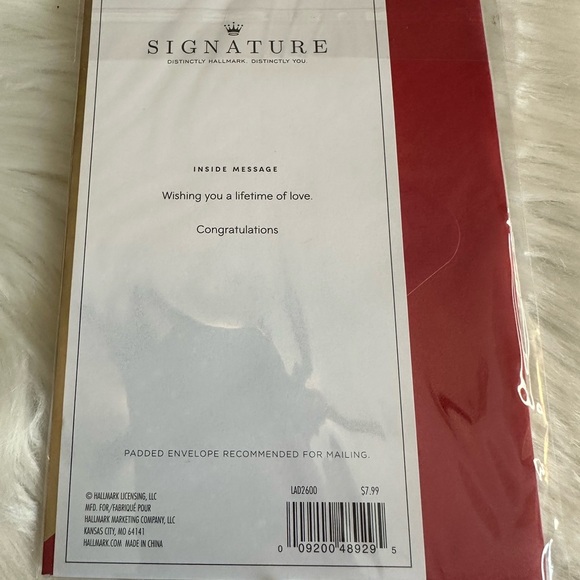 SIGNATURE
DISTINCTLY HALLMARK. DISTINCTLY YOU.
INSIDE MESSAGE
Wishing you a lifetime of love.
Congratulations
PADDED ENVELOPE RECOMMENDED FOR MAILING.
© HALLMARK LICENSING, LLC
MFD. FOR/FABRIQUÉ POUR
HALLMARK MARKETING COMPANY, LLC
KANSAS CITY, MO 64141
HALLMARK.COM MADE IN CHINA
LAD2600 $7.99
0 09200 48929 5